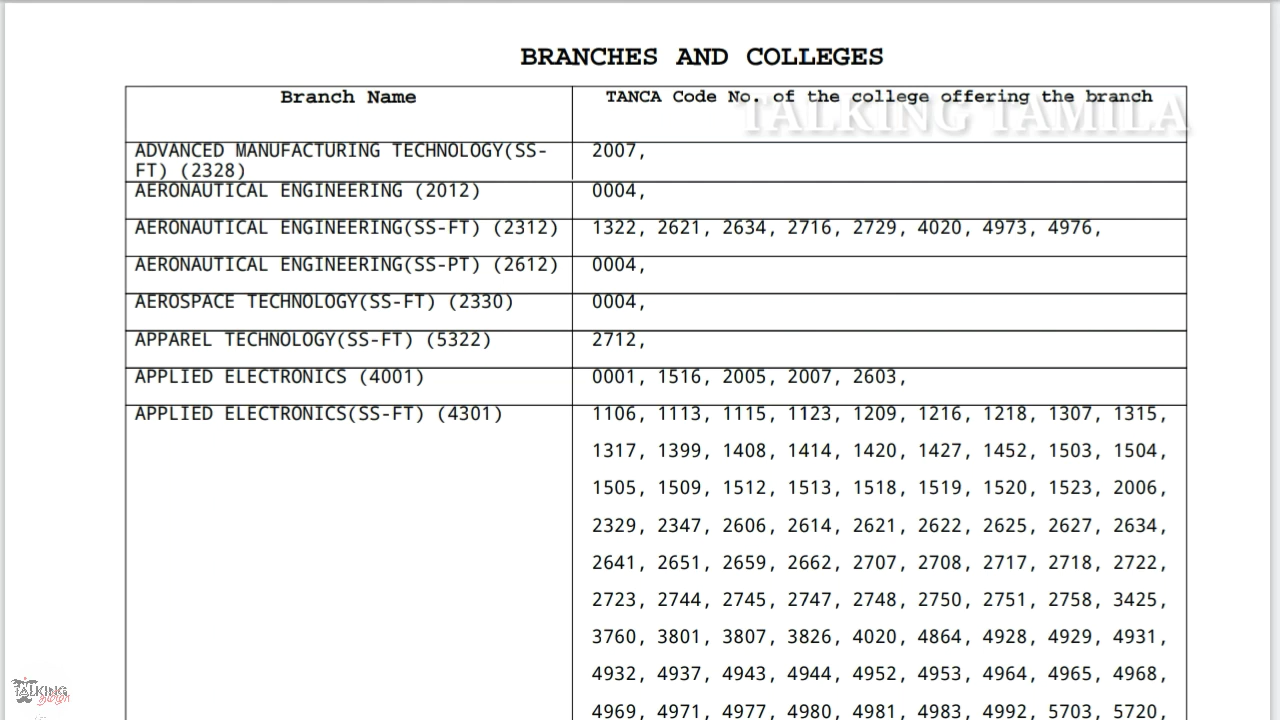 BRANCHES AND COLLEGES
Branch Name
TANCA Code No. of the college offering the branch
TALKING TAMILA
ADVANCED MANUFACTURING TECHNOLOGY(SS-
FT) (2328)
2007,
AERONAUTICAL ENGINEERING (2012)
0004,
AERONAUTICAL ENGINEERING(SS-FT) (2312)
1322, 2621, 2634, 2716, 2729, 4020, 4973, 4976,
AERONAUTICAL ENGINEERING(SS-PT) (2612)
0004,
AEROSPACE TECHNOLOGY(SS-FT) (2330)
0004,
APPAREL TECHNOLOGY(SS-FT) (5322)
2712,
APPLIED ELECTRONICS (4001)
0001, 1516, 2005, 2007, 2603,
APPLIED ELECTRONICS(SS-FT) (4301)
1106, 1113, 1115, 1123, 1209, 1216, 1218, 1307, 1315,
1317, 1399, 1408, 1414, 1420, 1427, 1452, 1503, 1504,
1505, 1509, 1512, 1513, 1518, 1519, 1520, 1523, 2006,
2329, 2347, 2606, 2614, 2621, 2622, 2625, 2627, 2634,
2641, 2651, 2659, 2662, 2707, 2708, 2717, 2718, 2722,
2723, 2744, 2745, 2747, 2748, 2750, 2751, 2758, 3425,
3760, 3801, 3807, 3826, 4020, 4864, 4928, 4929, 4931,
4932, 4937, 4943, 4944, 4952, 4953, 4964, 4965, 4968,
4969, 4971, 4977, 4980, 4981, 4983, 4992, 5703, 5720,
TALKING